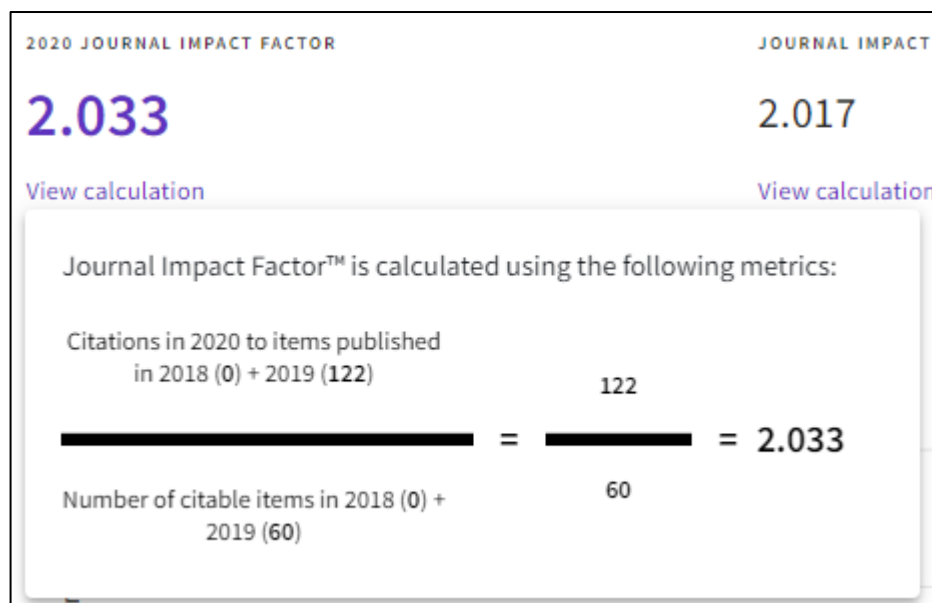 2020 JOURNAL IMPACT FACTOR
JOURNAL IMPACT
2.033
2.017
View calculation
View calculation
Journal Impact Factor™ is calculated using the following metrics:
Citations in 2020 to items published
in 2018 (0) + 2019 (122)
122
= = 2.033
60
Number of citable items in 2018 (0) +
2019 (60)